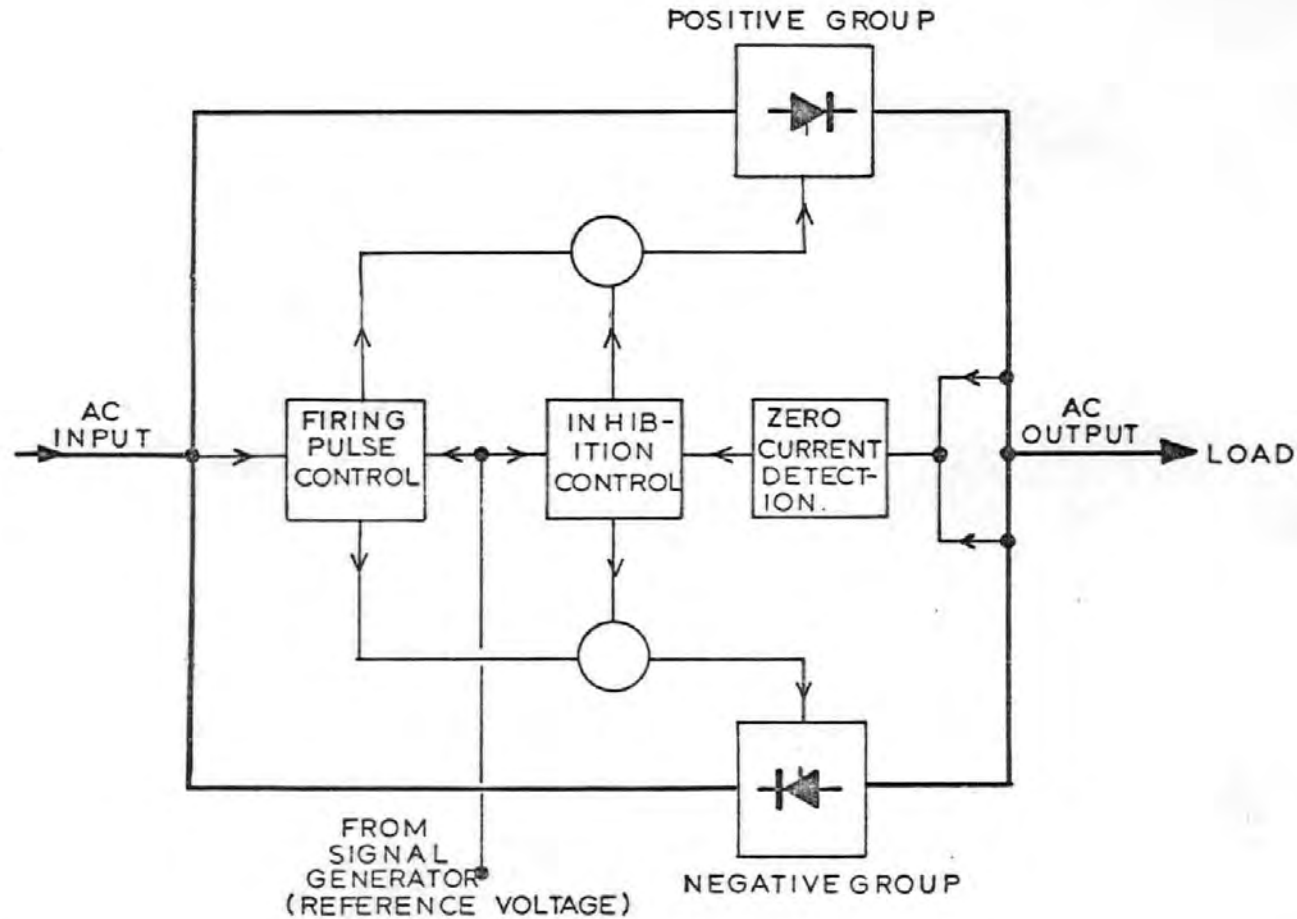 POSITIVE GROUP
AC
INPUT
FIRING
PULSE
CONTROL
INHIB-
ITION
CONTROL
ZERO
CURRENT
DETECT-
ION.
AC
OUTPUT
LOAD
FROM
SIGNAL
GENERATOR
(REFERENCE VOLTAGE)
NEGATIVE GROUP